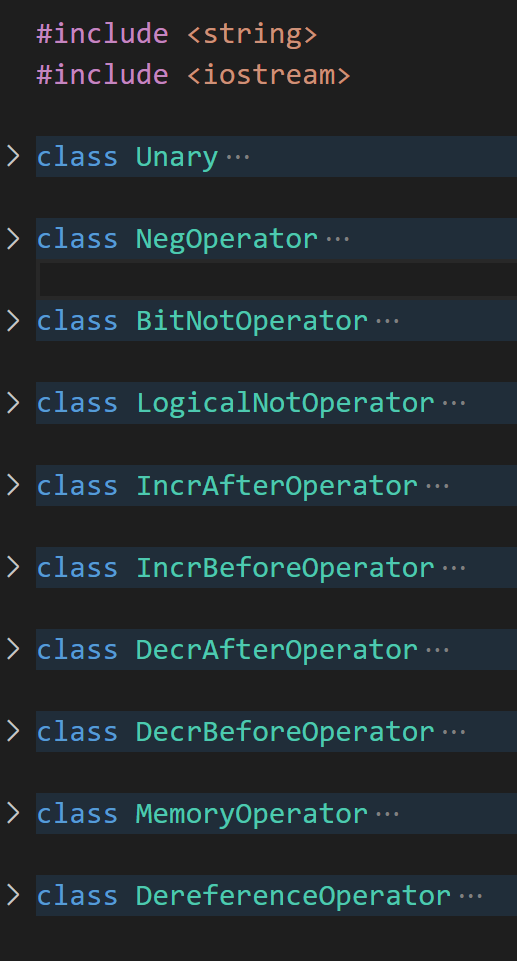 #include <string>
#include <iostream>
class Unary ···
class NegOperator ···
class BitNotOperator ···
class LogicalNotOperator ···
class IncrAfterOperator ···
class IncrBeforeOperator ···
class DecrAfterOperator ···
class DecrBeforeOperator ···
class MemoryOperator ···
class DereferenceOperator ···